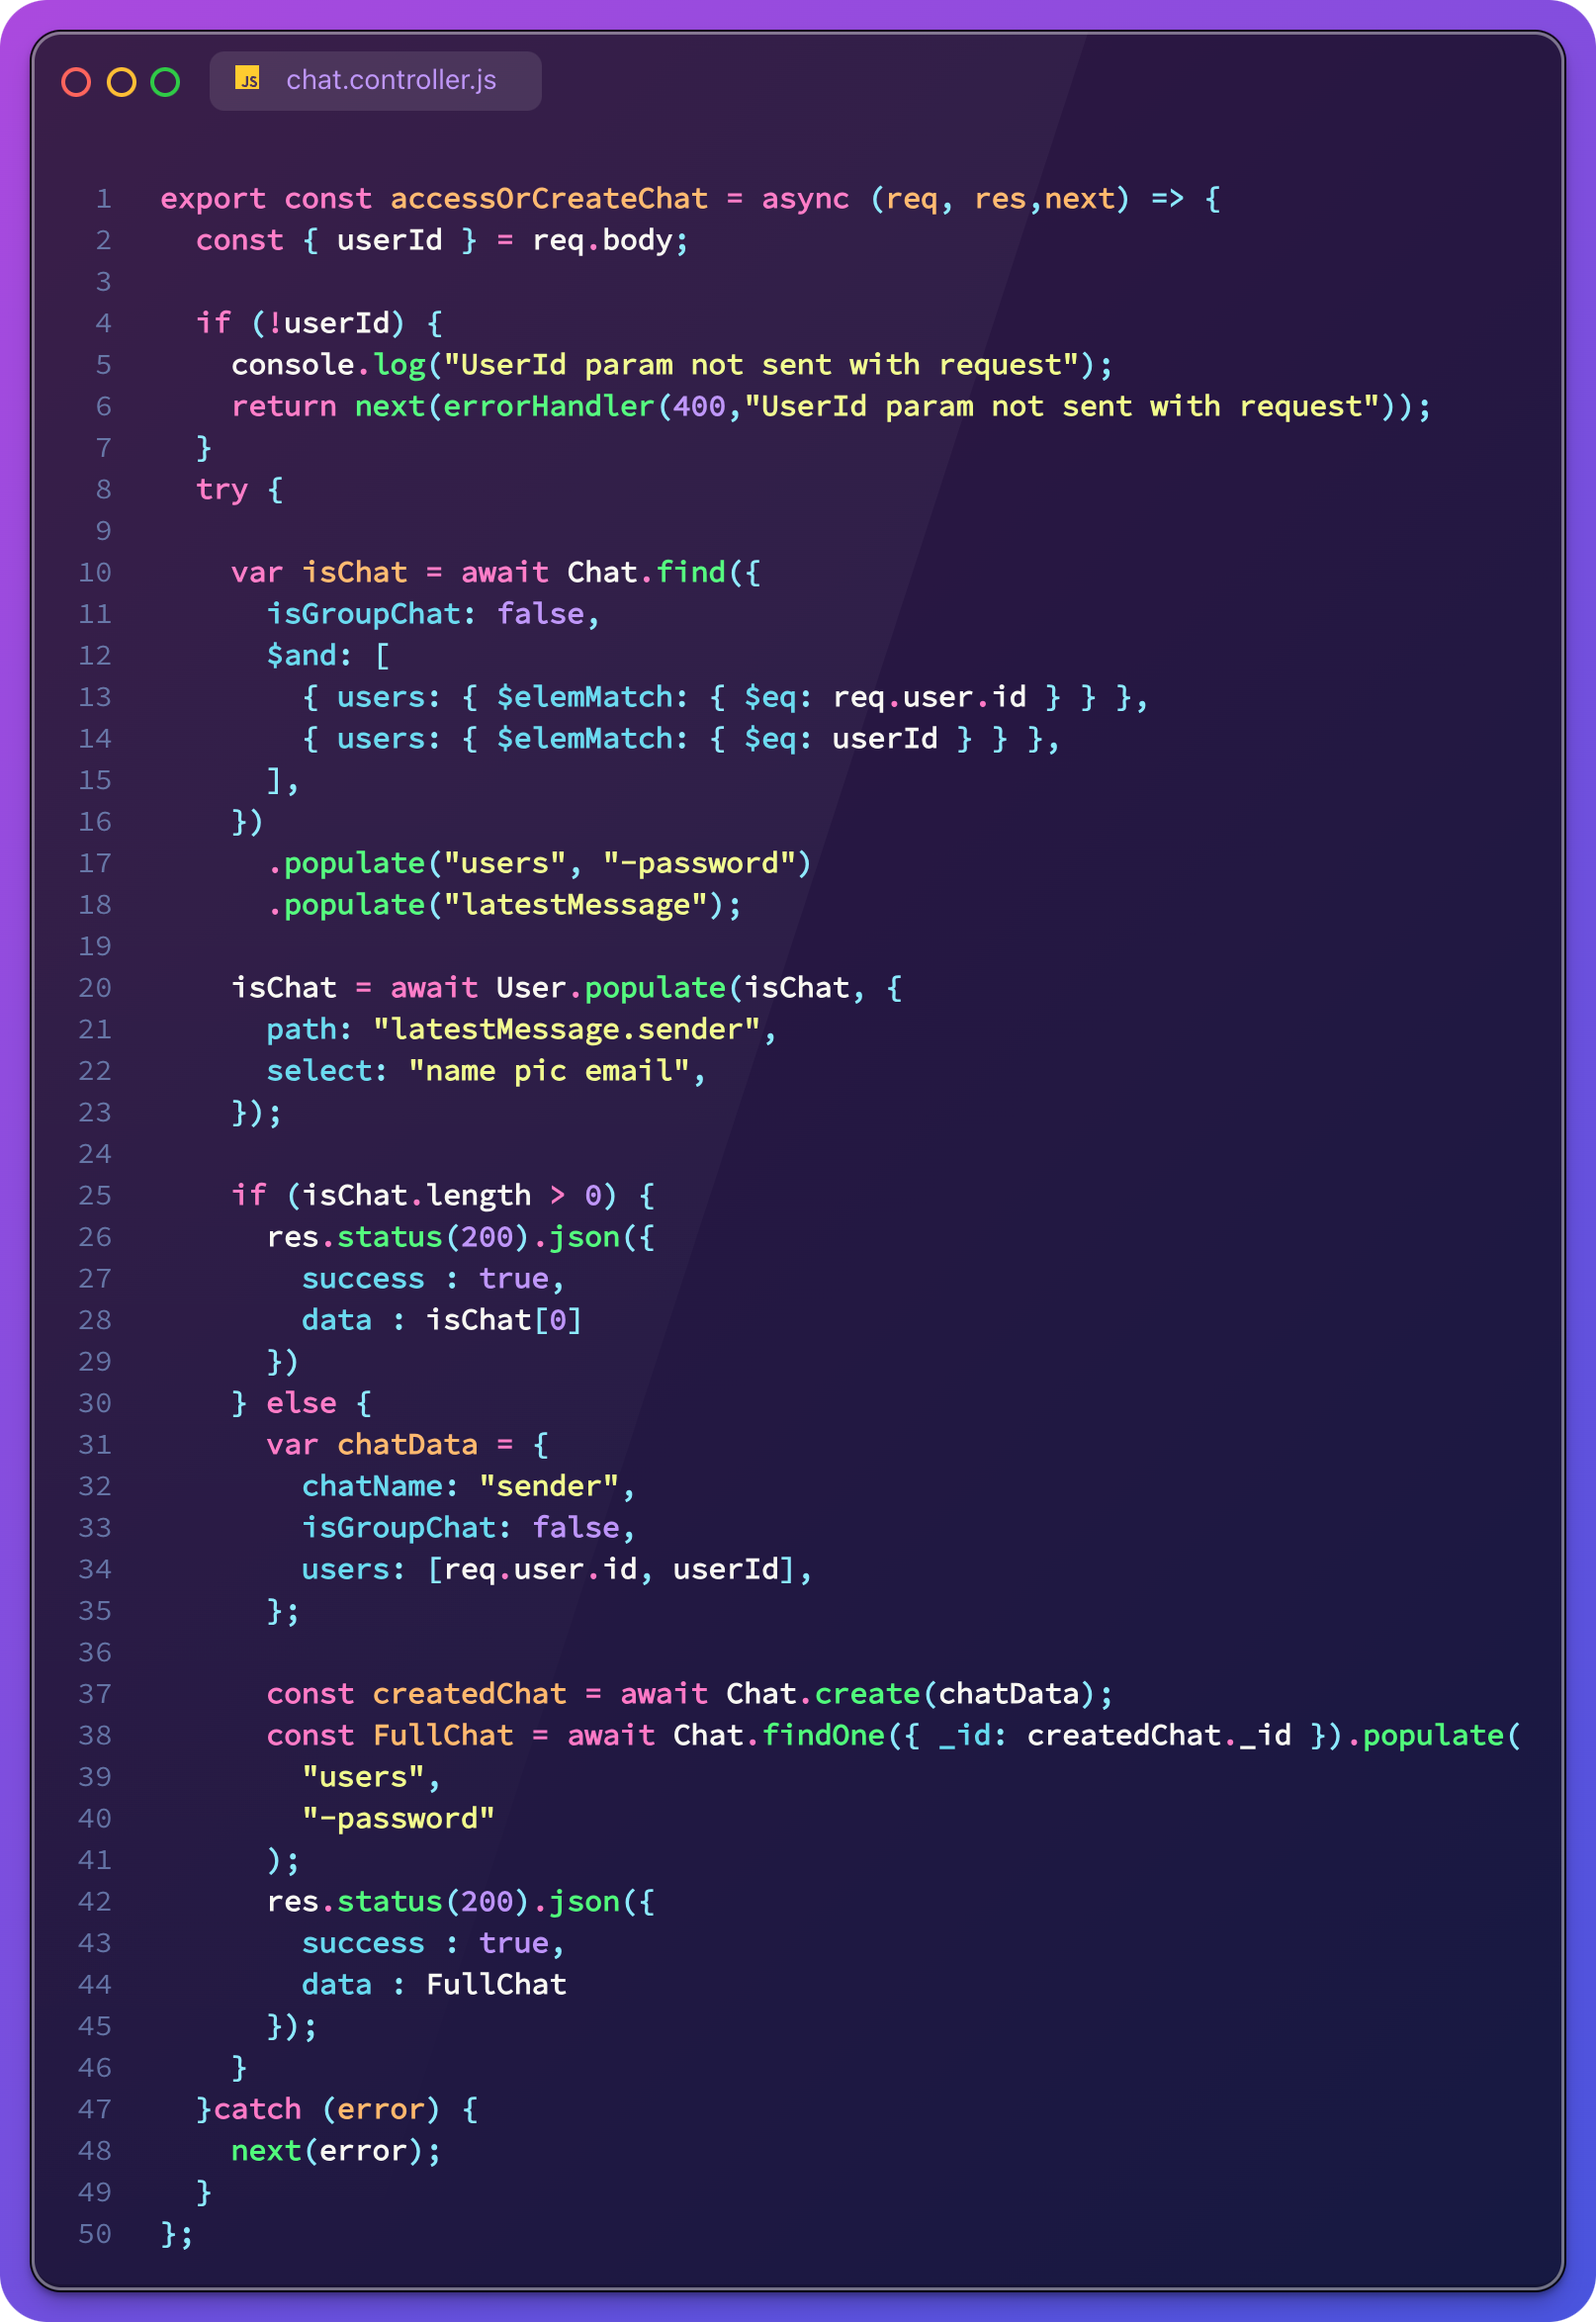 JS chat.controller.js
1 export const accessOrCreateChat = async (req, res,next) => {
2   const { userId } = req.body;
3
4   if (!userId) {
5     console.log("UserId param not sent with request");
6     return next(errorHandler(400,"UserId param not sent with request"));
7   }
8   try {
9
10     var isChat = await Chat.find({
11       isGroupChat: false,
12       $and: [
13         { users: { $elemMatch: { $eq: req.user.id } } },
14         { users: { $elemMatch: { $eq: userId } } },
15       ],
16     })
17       .populate("users", "-password")
18       .populate("latestMessage");
19
20     isChat = await User.populate(isChat, {
21       path: "latestMessage.sender",
22       select: "name pic email",
23     });
24
25     if (isChat.length > 0) {
26       res.status(200).json({
27         success : true,
28         data : isChat[0]
29       })
30     } else {
31       var chatData = {
32         chatName: "sender",
33         isGroupChat: false,
34         users: [req.user.id, userId],
35       };
36
37       const createdChat = await Chat.create(chatData);
38       const FullChat = await Chat.findOne({ _id: createdChat._id }).populate(
39         "users",
40         "-password"
41       );
42       res.status(200).json({
43         success : true,
44         data : FullChat
45       });
46     }
47   }catch (error) {
48     next(error);
49   }
50 };